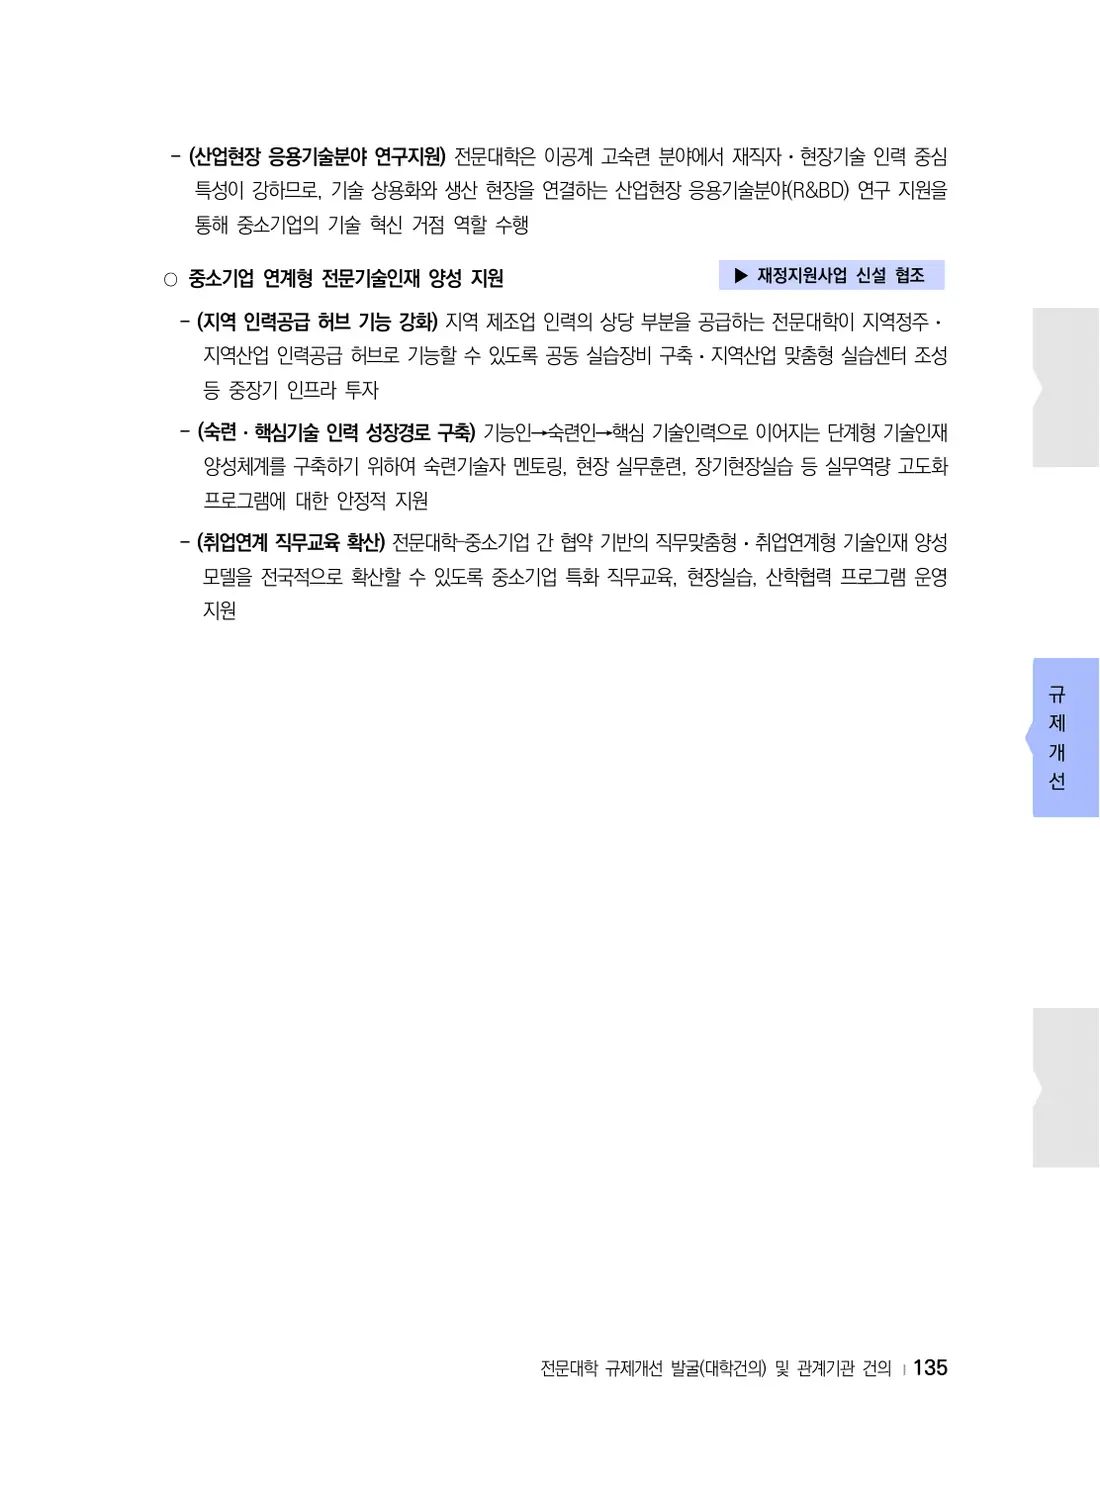 - (산업현장 응용기술분야 연구지원) 전문대학은 이공계 고숙련 분야에서 재직자・현장기술 인력 중심
특성이 강하므로, 기술 상용화와 생산 현장을 연결하는 산업현장 응용기술분야(R&BD) 연구 지원을
통해 중소기업의 기술 혁신 거점 역할 수행
○ 중소기업 연계형 전문기술인재 양성 지원
▶ 재정지원사업 신설 협조
- (지역 인력공급 허브 기능 강화) 지역 제조업 인력의 상당 부분을 공급하는 전문대학이 지역정주・
지역산업 인력공급 허브로 기능할 수 있도록 공동 실습장비 구축・지역산업 맞춤형 실습센터 조성
등 중장기 인프라 투자
- (숙련・핵심기술 인력 성장경로 구축) 기능인→숙련인→핵심 기술인력으로 이어지는 단계형 기술인재
양성체계를 구축하기 위하여 숙련기술자 멘토링, 현장 실무훈련, 장기현장실습 등 실무역량 고도화
프로그램에 대한 안정적 지원
- (취업연계 직무교육 확산) 전문대학-중소기업 간 협약 기반의 직무맞춤형・취업연계형 기술인재 양성
모델을 전국적으로 확산할 수 있도록 중소기업 특화 직무교육, 현장실습, 산학협력 프로그램 운영
지원
규
제
개
선
전문대학 규제개선 발굴(대학건의) 및 관계기관 건의 | 135